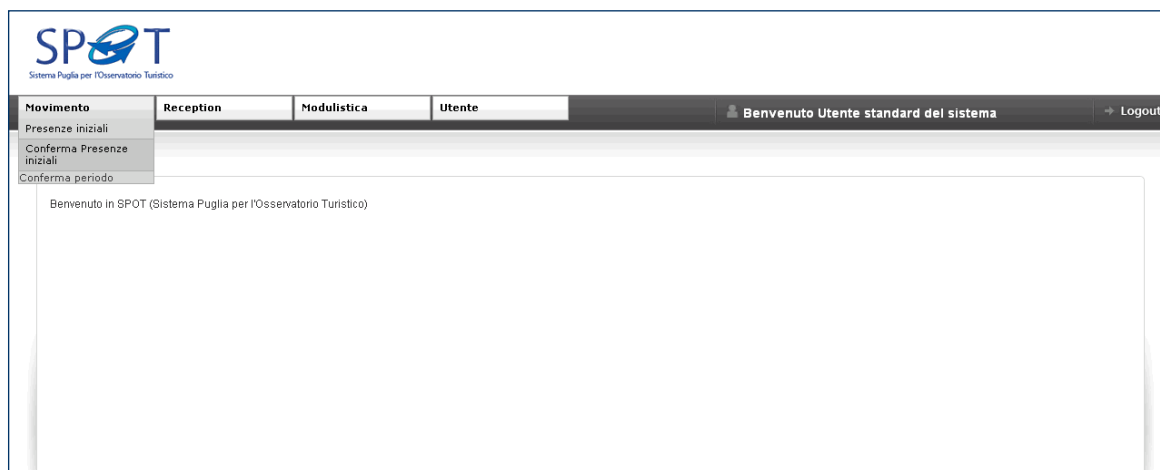 SPOT
Sistema Puglia per l'Osservatorio Turistico
Movimento Reception Modulistica Utente Benvenuto Utente standard del sistema Logout
Presenze iniziali
Conferma Presenze
iniziali
Conferma periodo
Benvenuto in SPOT (Sistema Puglia per l'Osservatorio Turistico)